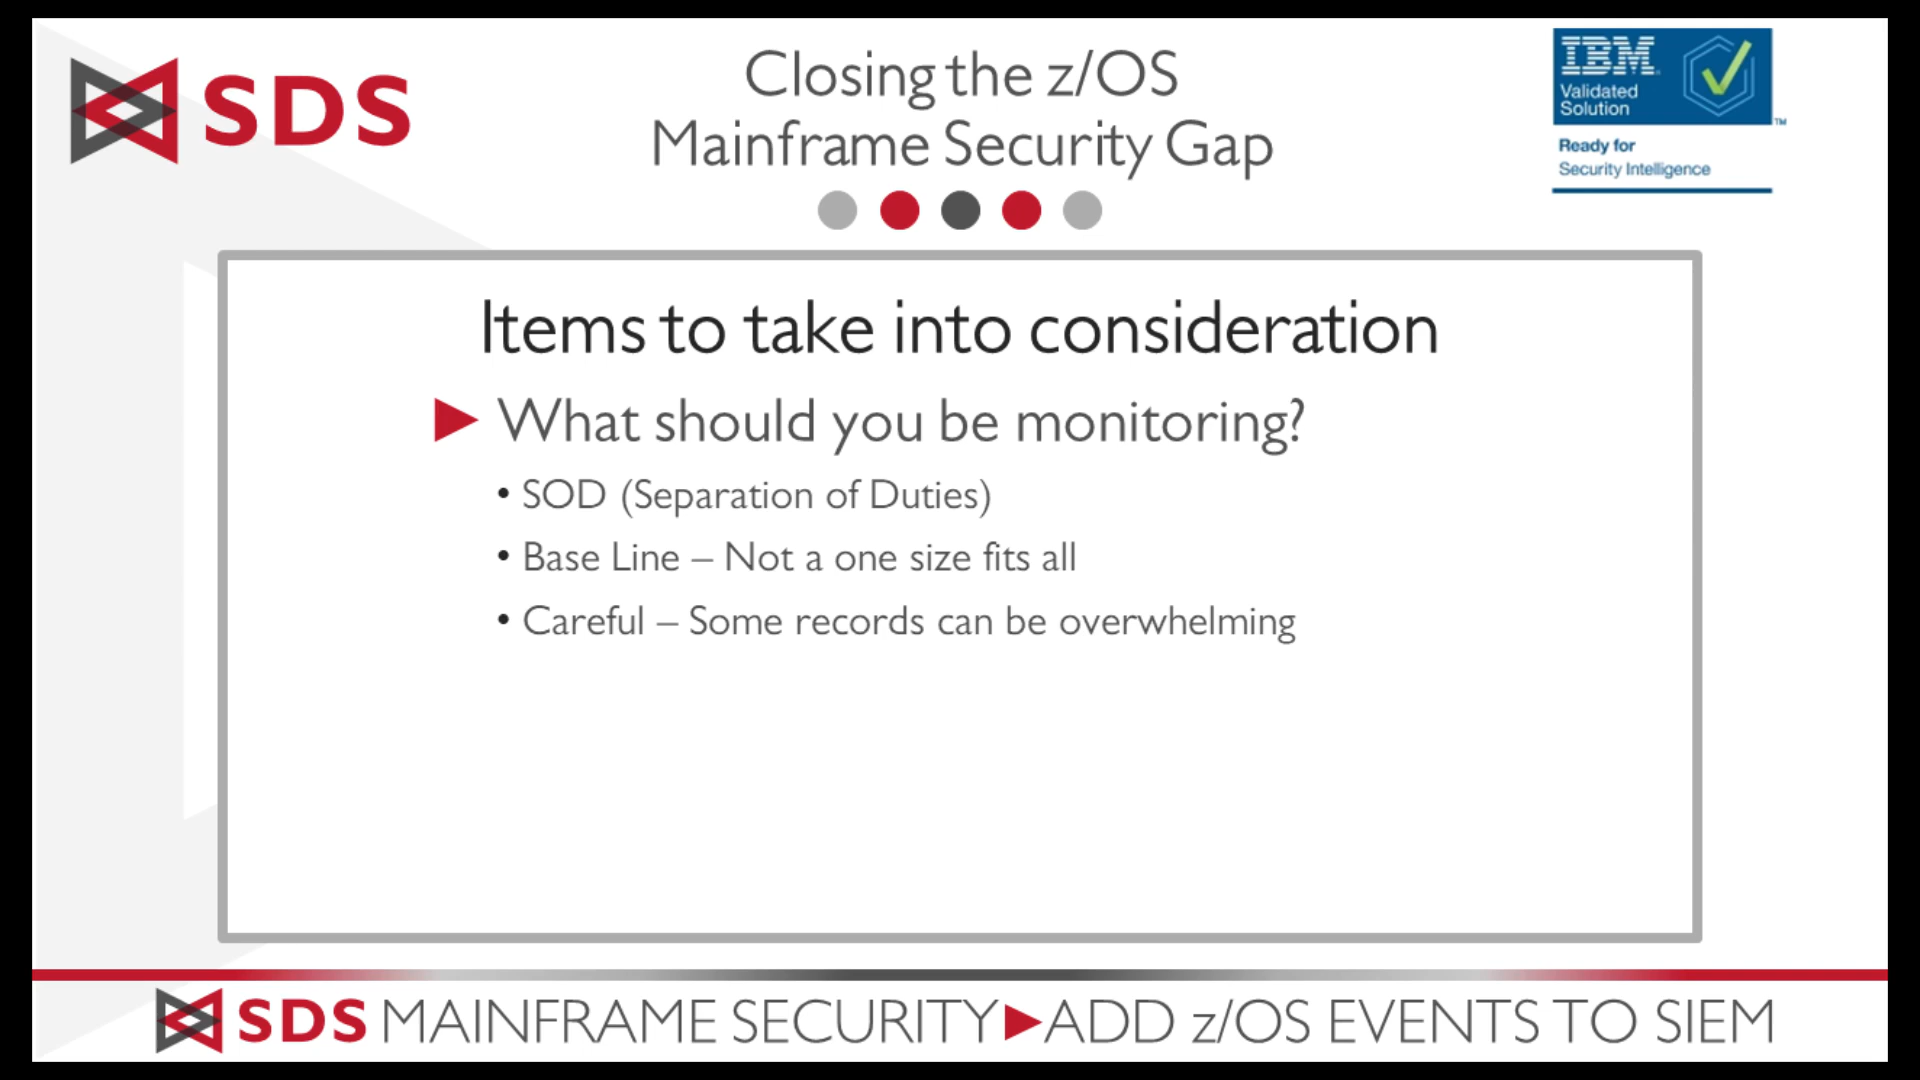 SDS
Closing the z/OS
Mainframe Security Gap
IBM
Validated
Solution
TM
Ready for
Security Intelligence
Items to take into consideration
What should you be monitoring?
• SOD (Separation of Duties)
• Base Line – Not a one size fits all
• Careful – Some records can be overwhelming
SDS MAINFRAME SECURITY ▶ ADD z/OS EVENTS TO SIEM